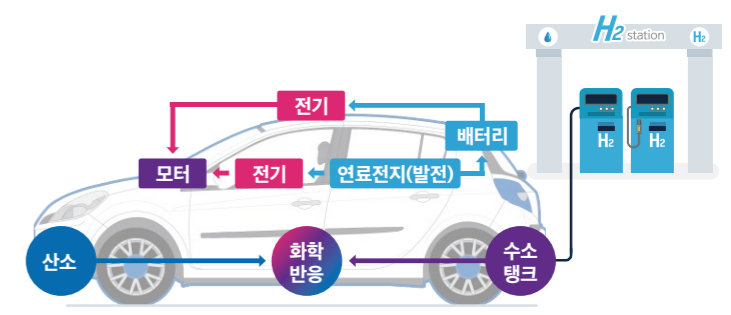 H2 station
H2
전기
배터리
H2
H2
모터
전기
연료전지(발전)
산소
화학
반응
수소
탱크